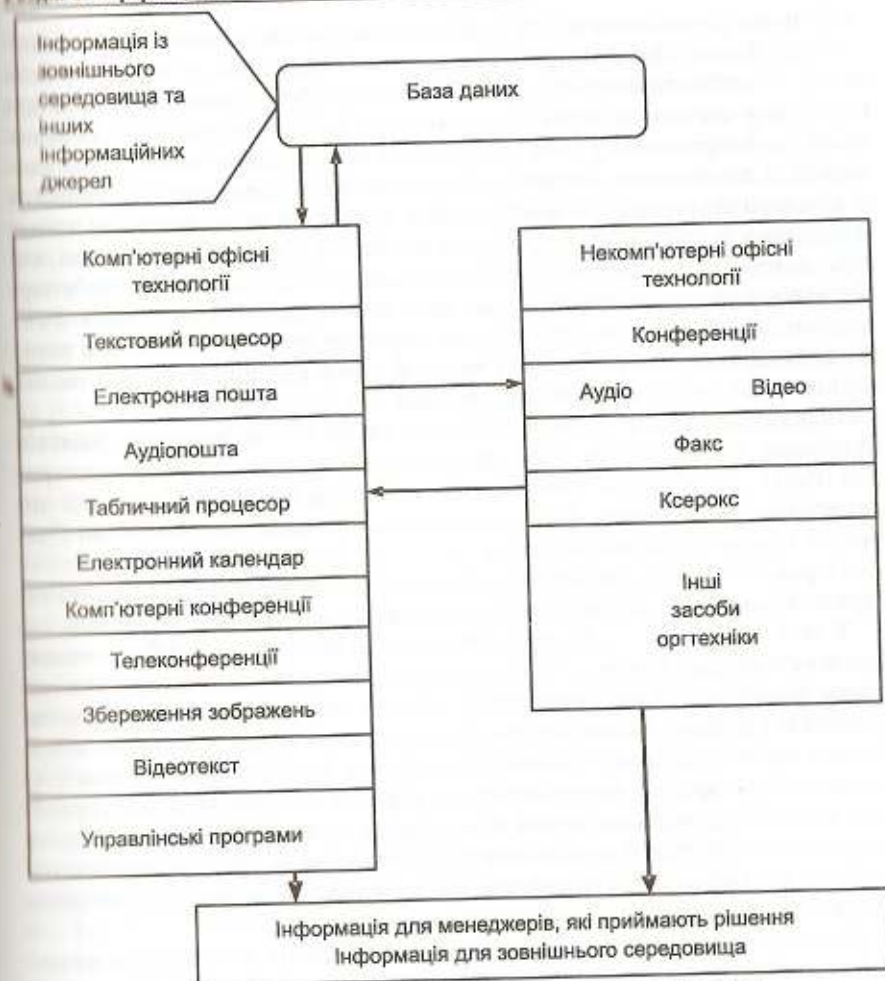 Інформація із
зовнішнього
середовища та
інших
інформаційних
джерел
База даних
Комп'ютерні офісні
технології
Текстовий процесор
Електронна пошта
Аудіопошта
Табличний процесор
Електронний календар
Комп'ютерні конференції
Телеконференції
Збереження зображень
Відеотекст
Управлінські програми
Некомп'ютерні офісні
технології
Конференції
Аудіо Відео
Факс
Ксерокс
Інші
засоби
оргтехніки
Інформація для менеджерів, які приймають рішення
Інформація для зовнішнього середовища